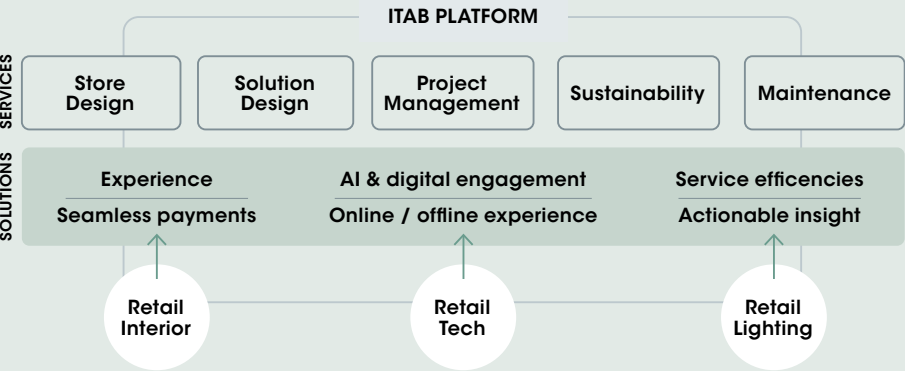 ITAB PLATFORM
SERVICES
Store
Design
Solution
Design
Project
Management
Sustainability
Maintenance
SOLUTIONS
Experience
Seamless payments
AI & digital engagement
Online / offline experience
Service efficencies
Actionable insight
Retail
Interior
Retail
Tech
Retail
Lighting